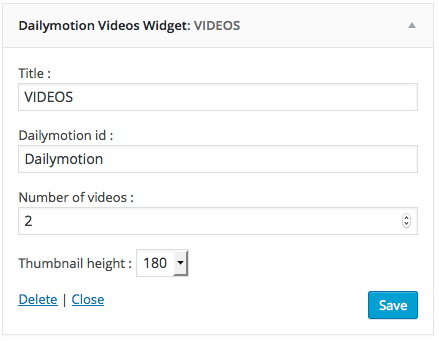 Dailymotion Videos Widget: VIDEOS
Title :
VIDEOS
Dailymotion id :
Dailymotion
Number of videos :
2
Thumbnail height : 180
Delete | Close
Save